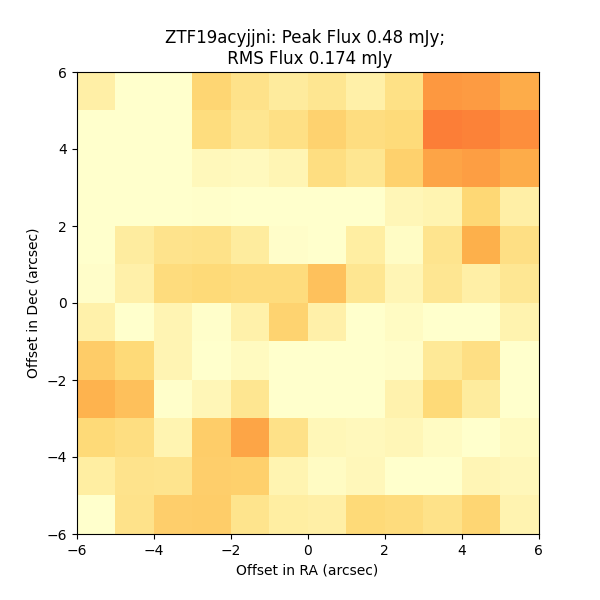 ZTF19acyjjni: Peak Flux 0.48 mJy;
RMS Flux 0.174 mJy
6
4
2
0
−2
−4
−6
Offset in Dec (arcsec)
−6 −4 −2 0 2 4 6
Offset in RA (arcsec)